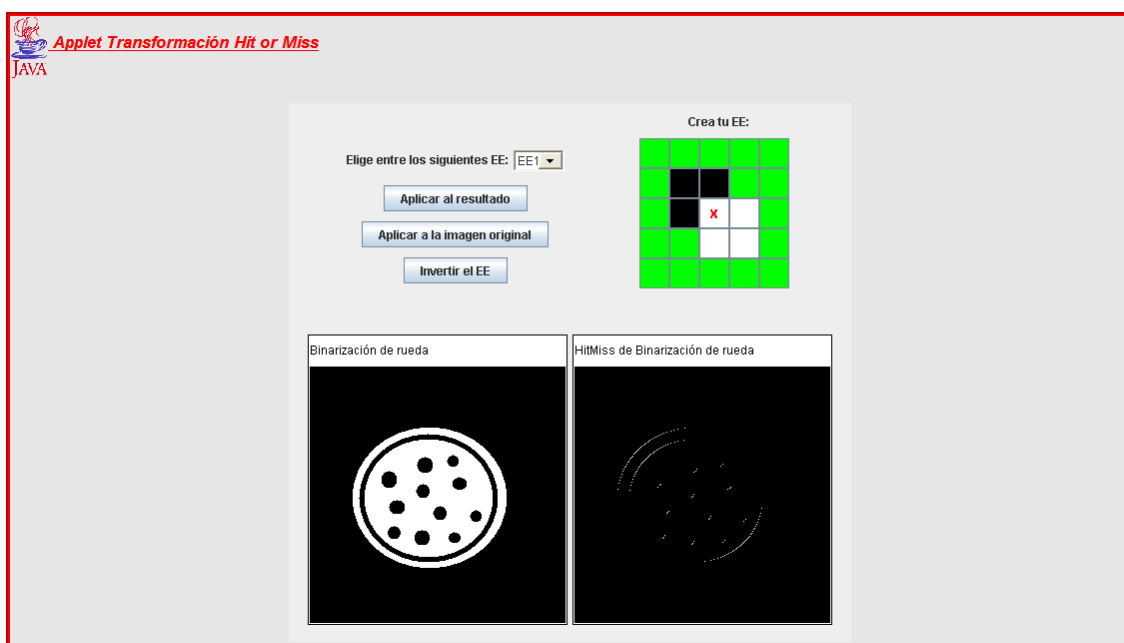 Applet Transformación Hit or Miss
JAVA
Crea tu EE:
Elige entre los siguientes EE: EE1
Aplicar al resultado
X
Aplicar a la imagen original
Invertir el EE
Binarización de rueda
HitMiss de Binarización de rueda